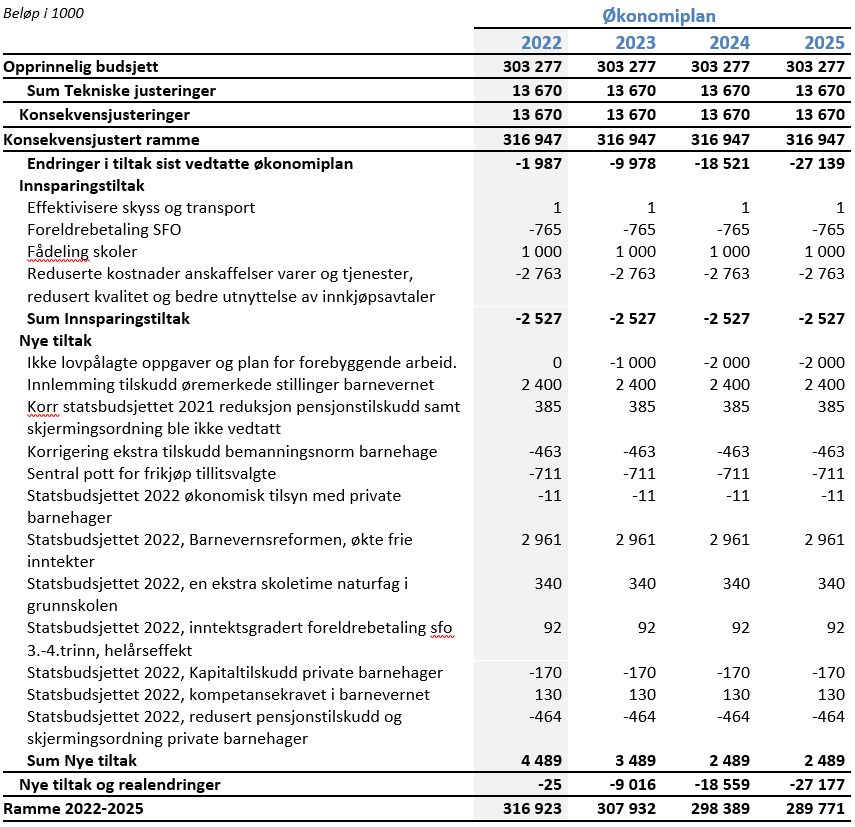 Beløp i 1000 Økonomiplan
2022 2023 2024 2025
Opprinnelig budsjett 303 277 303 277 303 277 303 277
Sum Tekniske justeringer 13 670 13 670 13 670 13 670
Konsekvensjusteringer 13 670 13 670 13 670 13 670
Konsekvensjustert ramme 316 947 316 947 316 947 316 947
Endringer i tiltak sist vedtatte økonomiplan -1 987 -9 978 -18 521 -27 139
Innsparingstiltak
Effektivisere skyss og transport 1 1 1 1
Foreldrebetaling SFO -765 -765 -765 -765
Fådeling skoler 1 000 1 000 1 000 1 000
Reduserte kostnader anskaffelser varer og tjenester, -2 763 -2 763 -2 763 -2 763
redusert kvalitet og bedre utnyttelse av innkjøpsavtaler
Sum Innsparingstiltak -2 527 -2 527 -2 527 -2 527
Nye tiltak
Ikke lovpålagte oppgaver og plan for forebyggende arbeid. 0 -1 000 -2 000 -2 000
Innlemming tilskudd øremerkede stillinger barnevernet 2 400 2 400 2 400 2 400
Korr statsbudsjettet 2021 reduksjon pensjonstilskudd samt 385 385 385 385
skjermingsordning ble ikke vedtatt
Korrigering ekstra tilskudd bemanningsnorm barnehage -463 -463 -463 -463
Sentral pott for frikjøp tillitsvalgte -711 -711 -711 -711
Statsbudsjettet 2022 økonomisk tilsyn med private -11 -11 -11 -11
barnehager
Statsbudsjettet 2022, Barnevernsreformen, økte frie 2 961 2 961 2 961 2 961
inntekter
Statsbudsjettet 2022, en ekstra skoletime naturfag i 340 340 340 340
grunnskolen
Statsbudsjettet 2022, inntektsgradert foreldrebetaling sfo 92 92 92 92
3.-4.trinn, helårseffekt
Statsbudsjettet 2022, Kapitaltilskudd private barnehager -170 -170 -170 -170
Statsbudsjettet 2022, kompetansekravet i barnevernet 130 130 130 130
Statsbudsjettet 2022, redusert pensjonstilskudd og -464 -464 -464 -464
skjermingsordning private barnehager
Sum Nye tiltak 4 489 3 489 2 489 2 489
Nye tiltak og realendringer -25 -9 016 -18 559 -27 177
Ramme 2022-2025 316 923 307 932 298 389 289 771